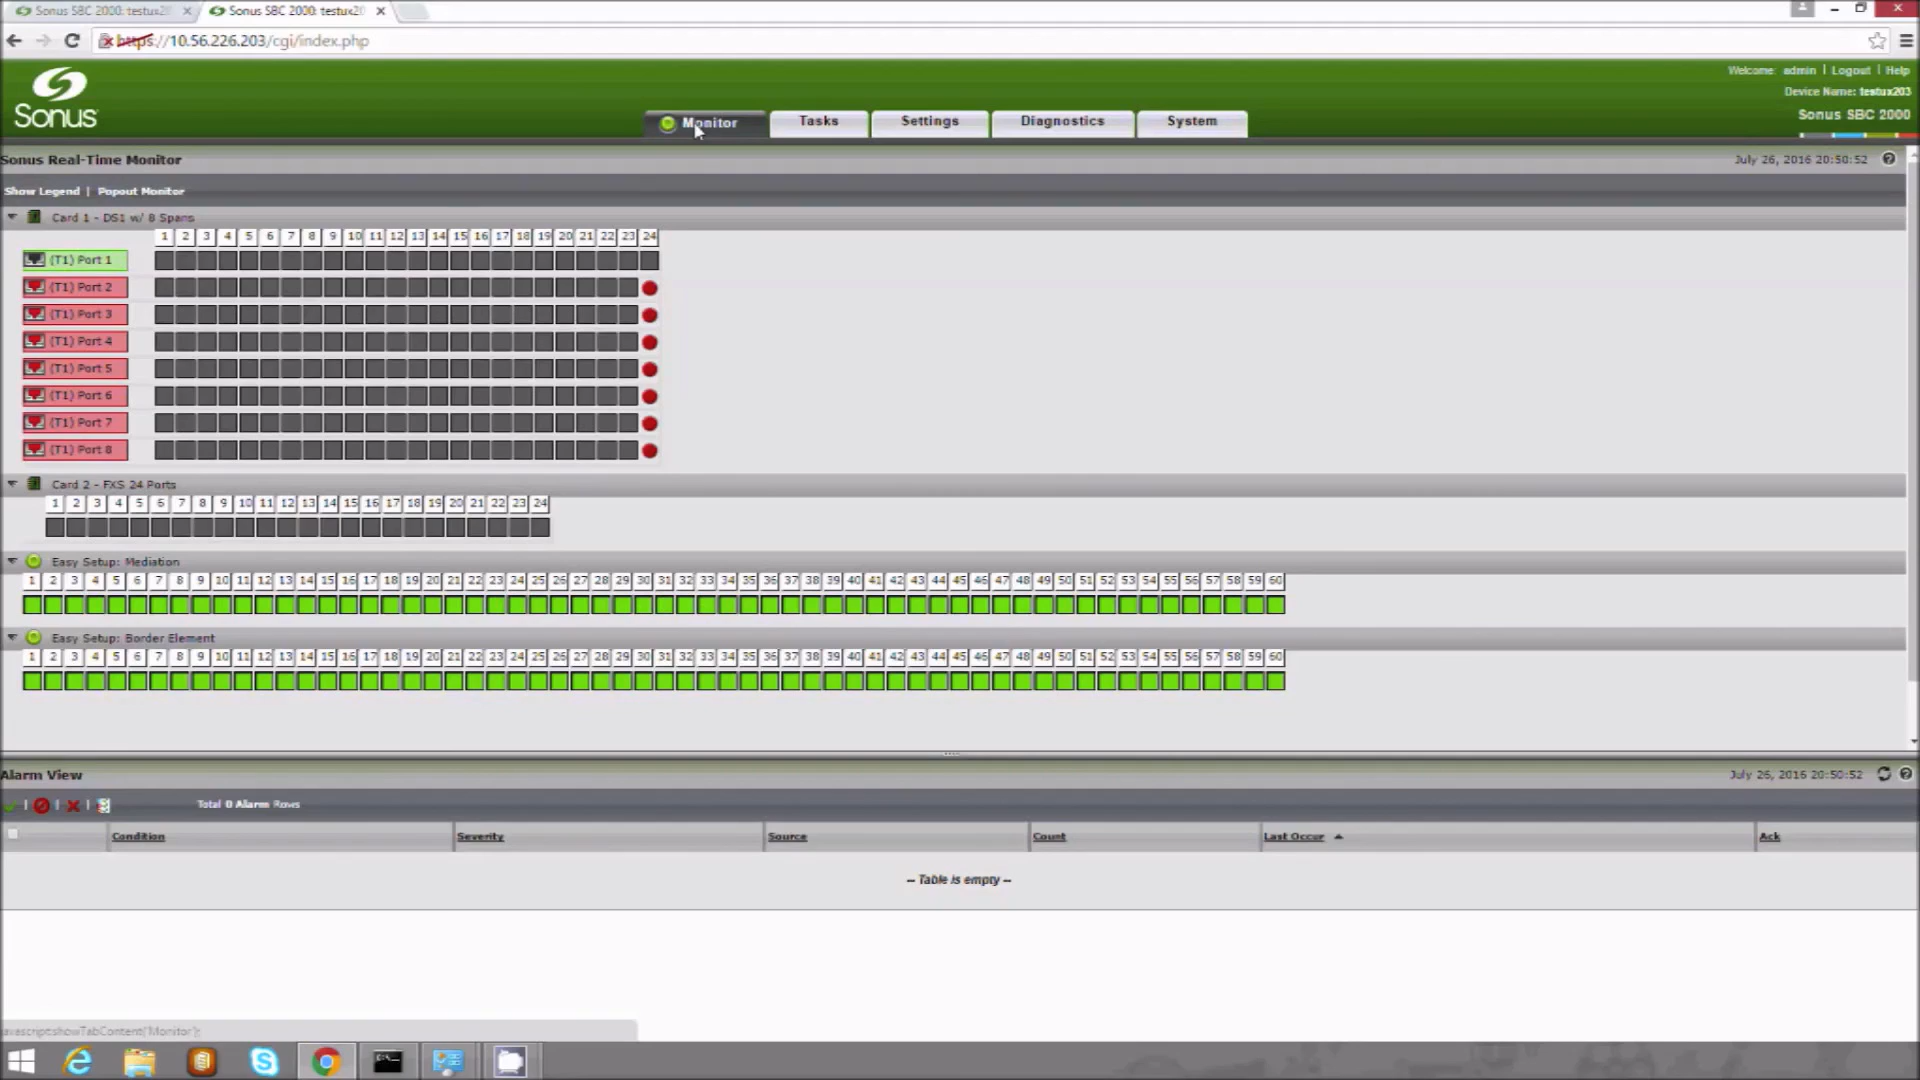 Sonus SBC 2000: testux2
Sonus SBC 2000: testux20
https://10.56.226.203/cgi/index.php
Sonus
Welcome: admin | Logout | Help
Device Name: testux203
Sonus SBC 2000
Monitor
Tasks
Settings
Diagnostics
System
Sonus Real-Time Monitor
July 26, 2016 20:50:52
Show Legend | Popout Monitor
Card 1 - DS1 w/ 8 Spans
1 2 3 4 5 6 7 8 9 10 11 12 13 14 15 16 17 18 19 20 21 22 23 24
(T1) Port 1
(T1) Port 2
(T1) Port 3
(T1) Port 4
(T1) Port 5
(T1) Port 6
(T1) Port 7
(T1) Port 8
Card 2 - FXS 24 Ports
1 2 3 4 5 6 7 8 9 10 11 12 13 14 15 16 17 18 19 20 21 22 23 24
Easy Setup: Mediation
1 2 3 4 5 6 7 8 9 10 11 12 13 14 15 16 17 18 19 20 21 22 23 24 25 26 27 28 29 30 31 32 33 34 35 36 37 38 39 40 41 42 43 44 45 46 47 48 49 50 51 52 53 54 55 56 57 58 59 60
Easy Setup: Border Element
1 2 3 4 5 6 7 8 9 10 11 12 13 14 15 16 17 18 19 20 21 22 23 24 25 26 27 28 29 30 31 32 33 34 35 36 37 38 39 40 41 42 43 44 45 46 47 48 49 50 51 52 53 54 55 56 57 58 59 60
Alarm View
July 26, 2016 20:50:52
Total 0 Alarm Rows
Condition
Severity
Source
Count
Last Occur
Ack
-- Table is empty --
avascript:showTabContent('Monitor');